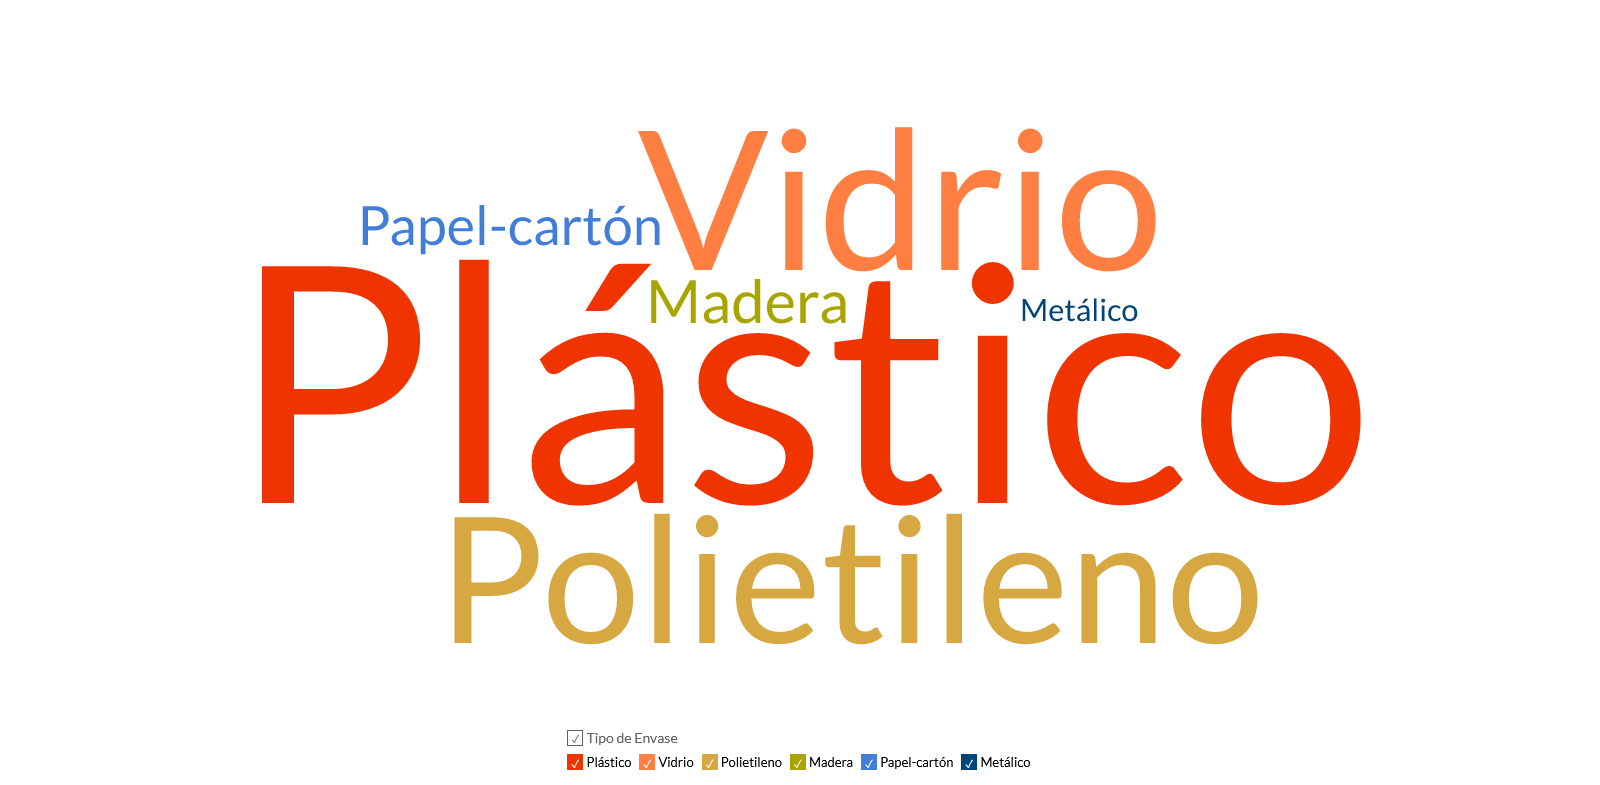 Vidrio
Papel-cartón
Madera
Metálico
Plástico
Polietileno
Tipo de Envase
Plástico Vidrio Polietileno Madera Papel-cartón Metálico